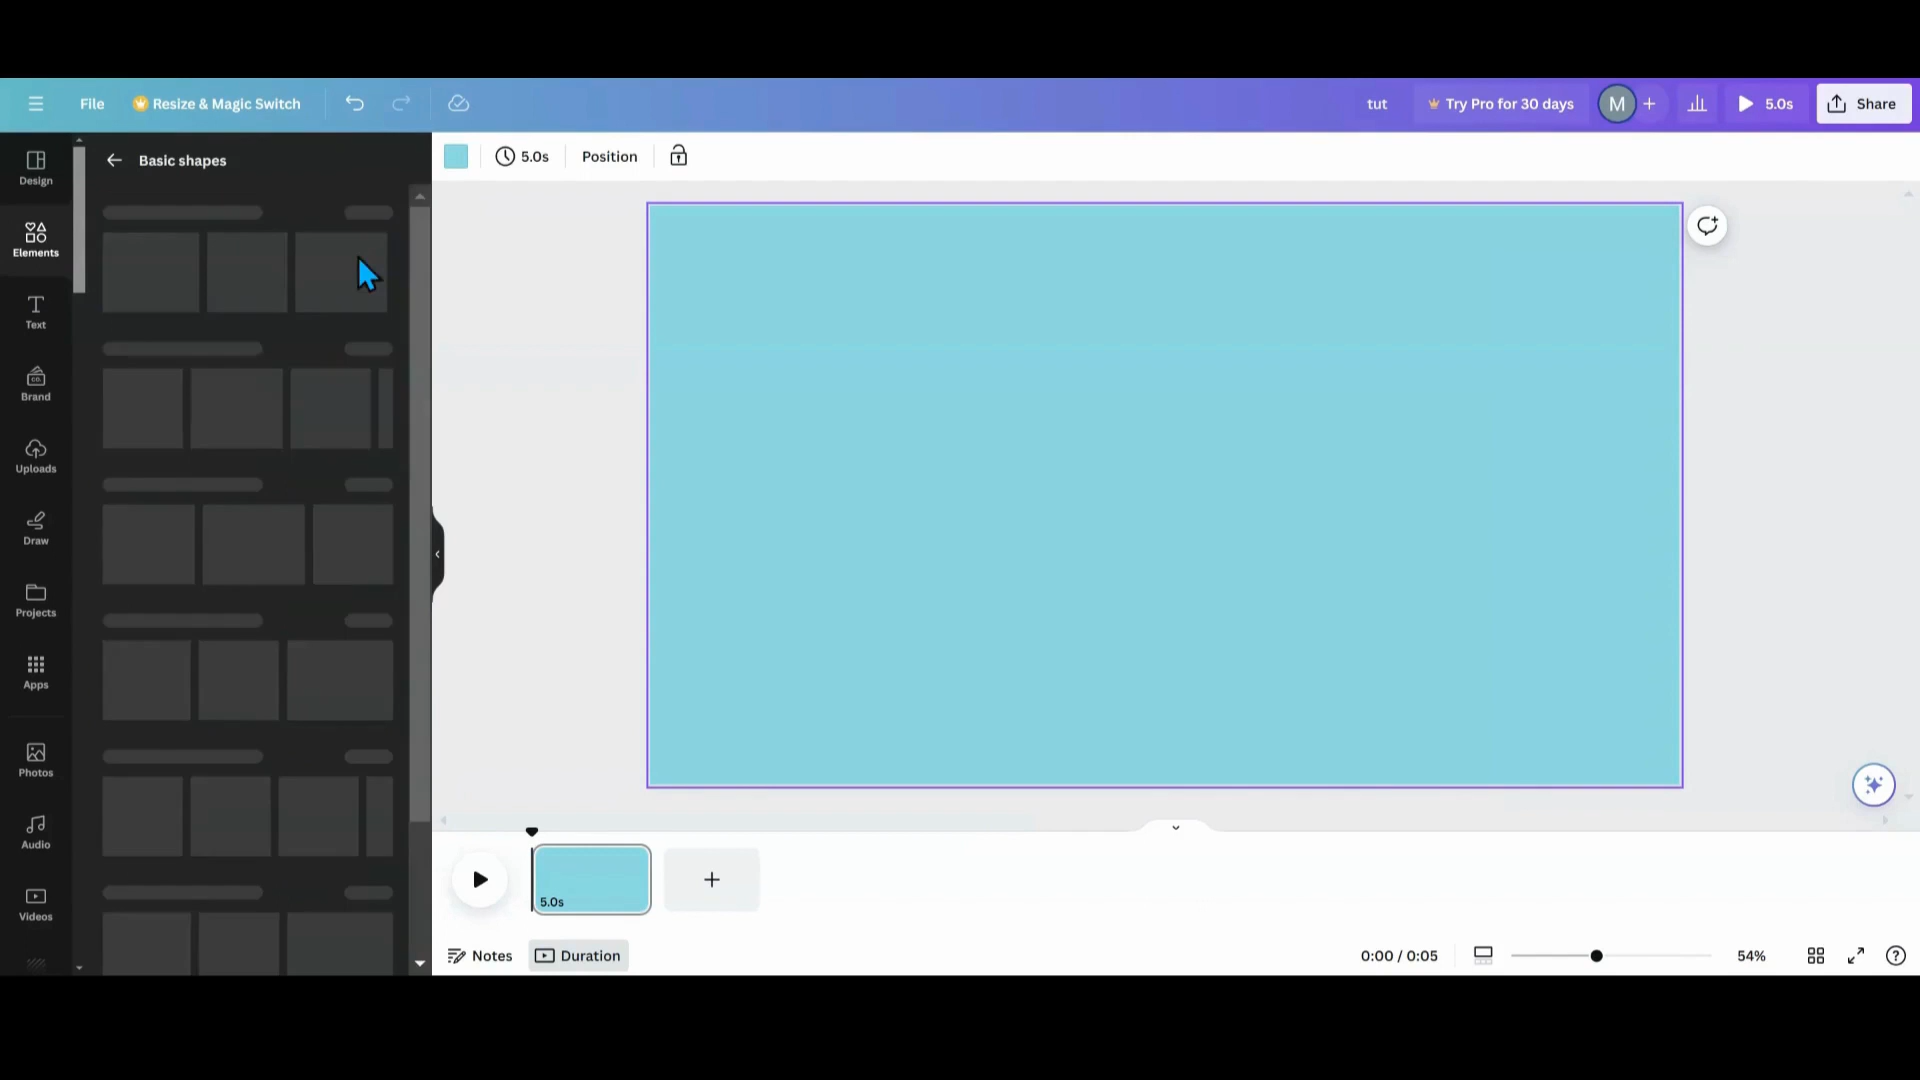 File
Resize & Magic Switch
tut
Try Pro for 30 days
M
5.0s
Share
Design
Elements
Text
CO.
Brand
Uploads
Draw
Projects
Apps
Photos
Audio
Videos
Basic shapes
5.0s
Position
5.0s
Notes
Duration
0:00 / 0:05
54%